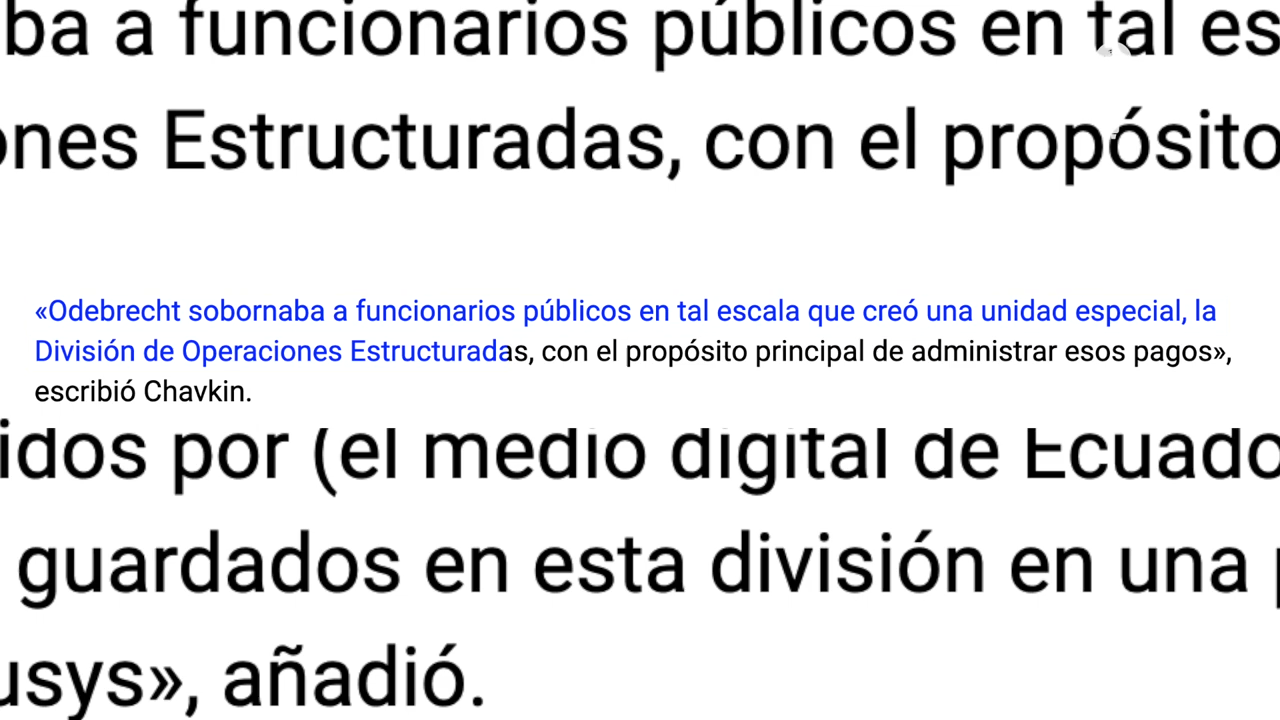 ba a funcionarios públicos en tal es
ones Estructuradas, con el propósito
«Odebrecht sobornaba a funcionarios públicos en tal escala que creó una unidad especial, la
División de Operaciones Estructuradas, con el propósito principal de administrar esos pagos»,
escribió Chavkin.
idos por (el medio digital de Ecuado
guardados en esta división en una
usys», añadió.